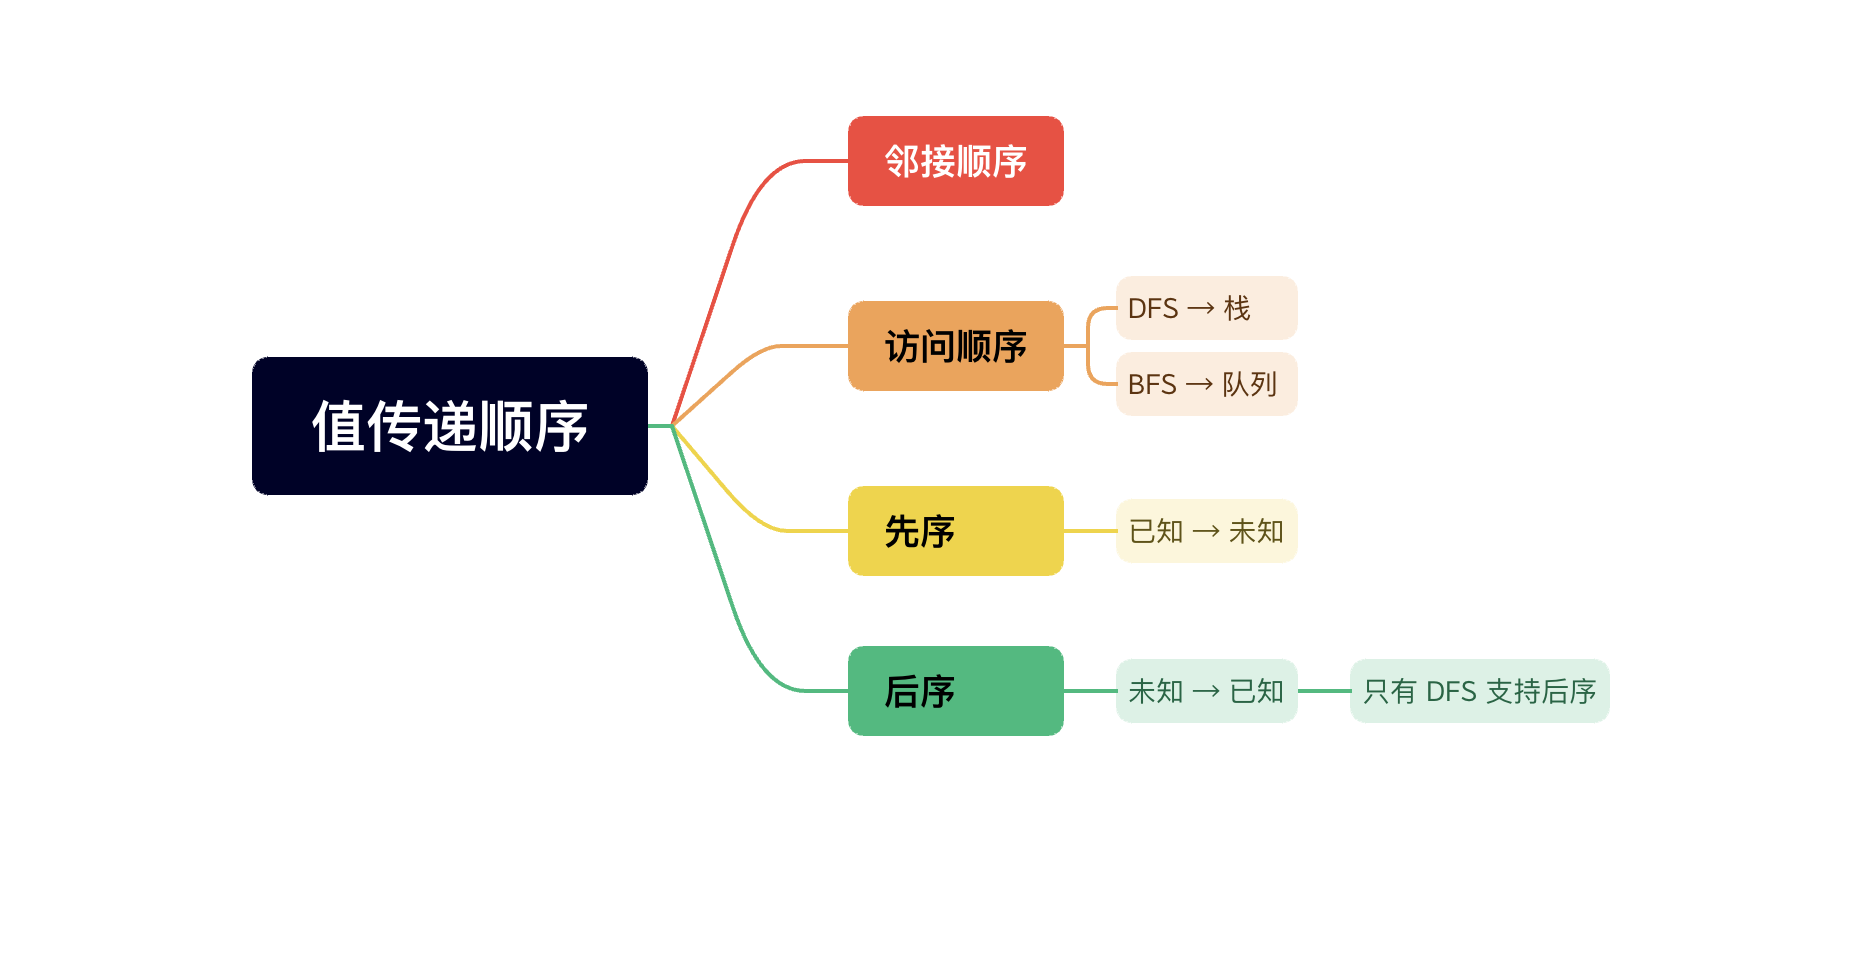 值传递顺序
邻接顺序
访问顺序
DFS → 栈
BFS → 队列
先序
已知 → 未知
后序
未知 → 已知
只有 DFS 支持后序